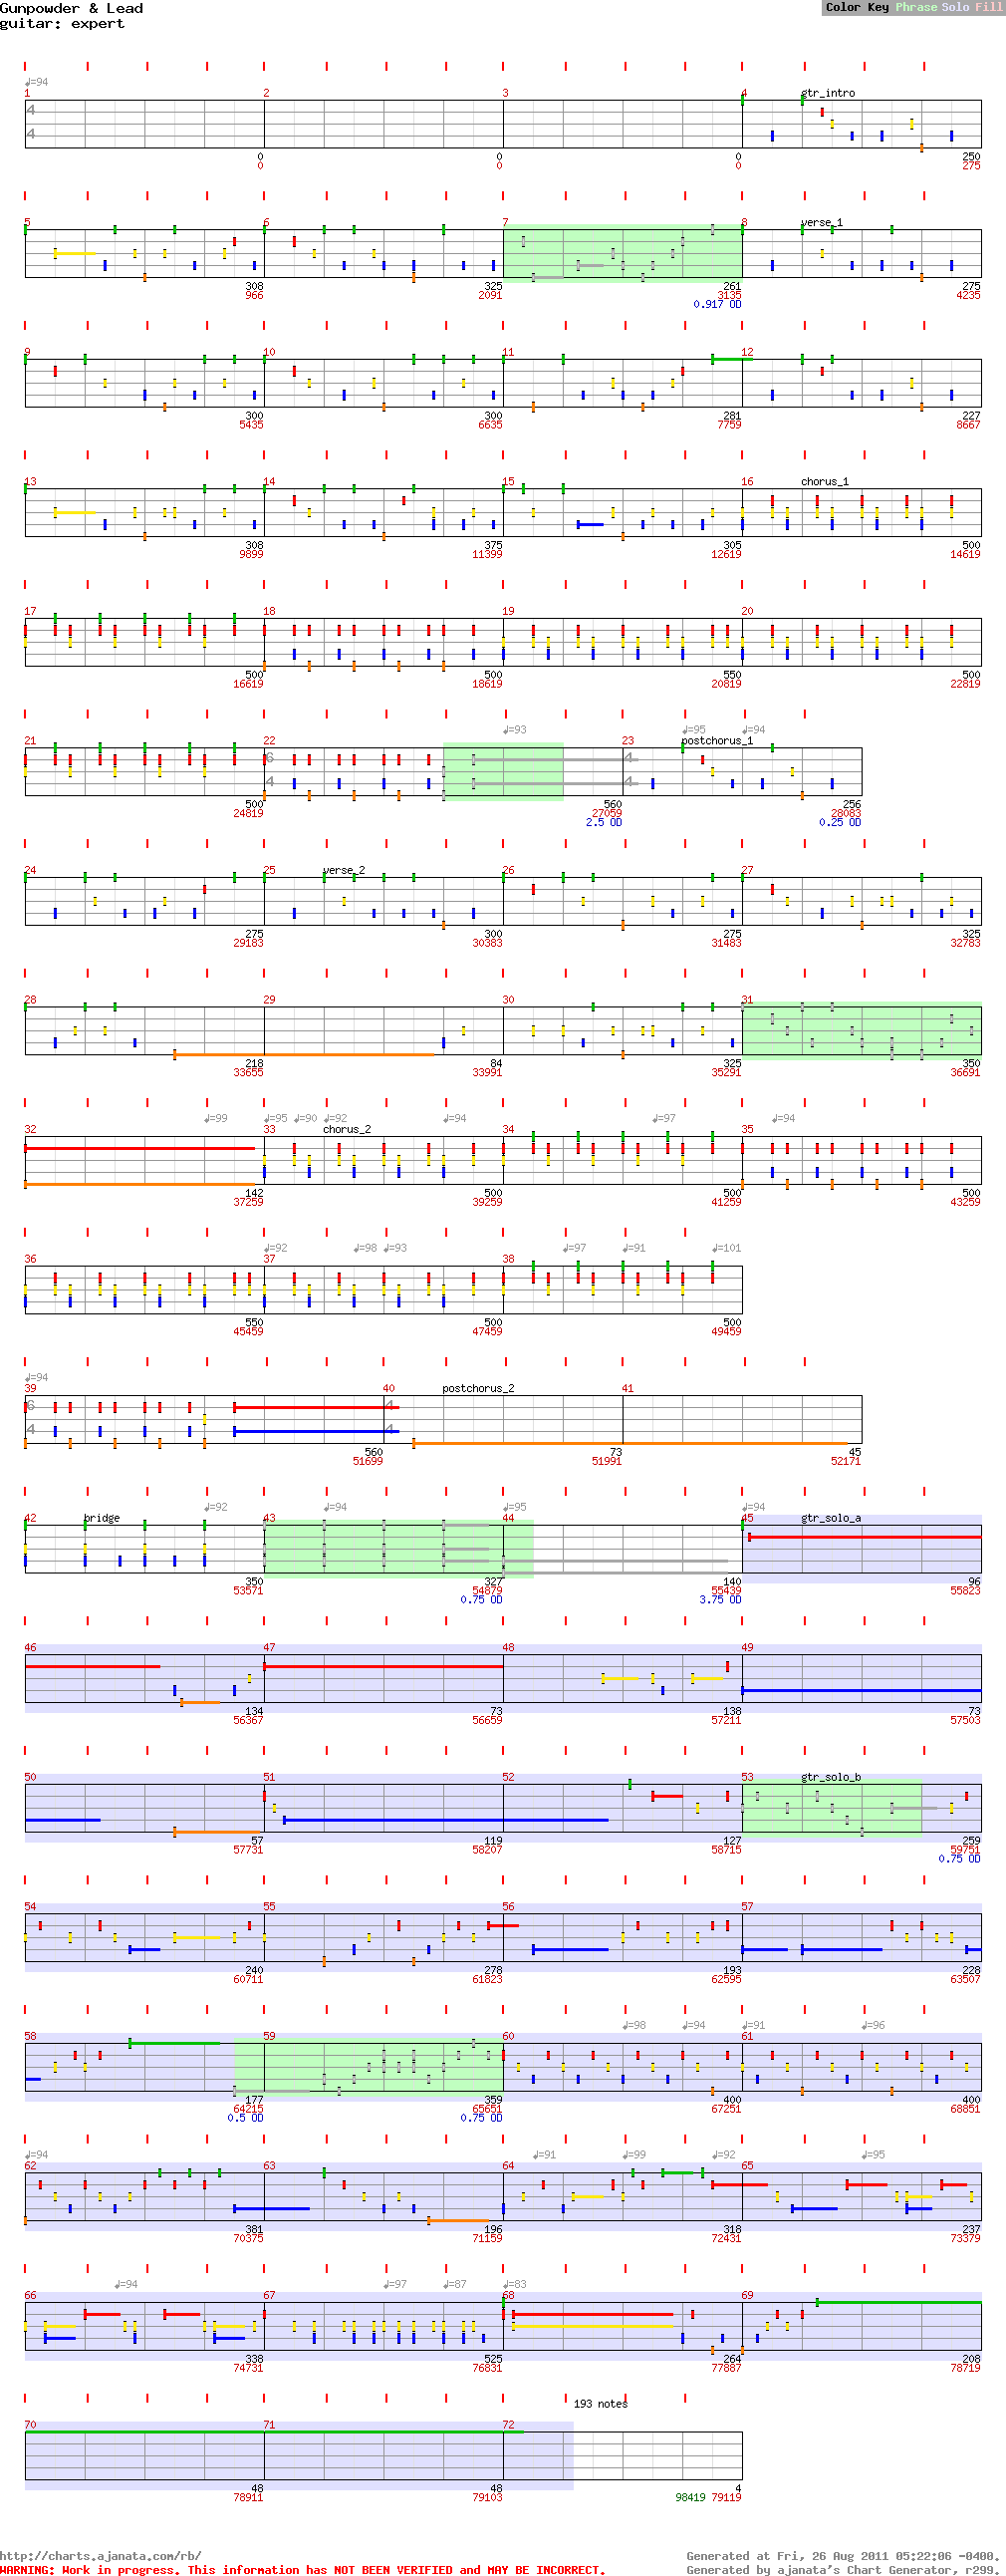 Gunpowder & Lead
Color Key Phrase Solo Fill
guitar: expert
♩=94
1 2 3 4 gtr_intro
4
4
0 0 0 250
0 0 0 275
5 6 7 8 verse_1
308 325 261 275
966 2091 3135 4235
0.917 OD
9 10 11 12
300 300 281 227
5435 6635 7759 8667
13 14 15 16 chorus_1
308 375 305 500
9899 11399 12619 14619
17 18 19 20
500 500 550 500
16619 18619 20819 22819
♩=93 ♩=95 ♩=94
21 22 23 postchorus_1
6 4
4 4
500 560 256
24819 27059 28083
2.5 OD 0.25 OD
24 25 verse_2 26 27
275 300 275 325
29183 30383 31483 32783
28 29 30 31
218 84 325 350
33655 33991 35291 36691
♩=99 ♩=95 ♩=90 ♩=92 ♩=94 ♩=97 ♩=94
32 33 chorus_2 34 35
142 500 500 500
37259 39259 41259 43259
♩=92 ♩=98 ♩=93 ♩=97 ♩=91 ♩=101
36 37 38
550 500 500
45459 47459 49459
♩=94
39 40 postchorus_2 41
6 4
4 4
560 73 45
51699 51991 52171
♩=92 ♩=94 ♩=95 ♩=94
42 bridge 43 44 45 gtr_solo_a
350 327 140 96
53571 54879 55439 55823
0.75 OD 3.75 OD
46 47 48 49
134 73 138 73
56367 56659 57211 57503
50 51 52 53 gtr_solo_b
57 119 127 259
57731 58207 58715 59751
0.75 OD
54 55 56 57
240 278 193 228
60711 61823 62595 63507
♩=98 ♩=94 ♩=91 ♩=96
58 59 60 61
177 359 400 400
64215 65651 67251 68851
0.5 OD 0.75 OD
♩=94 ♩=91 ♩=99 ♩=92 ♩=95
62 63 64 65
381 196 318 237
70375 71159 72431 73379
♩=94 ♩=97 ♩=87 ♩=83
66 67 68 69
338 525 264 208
74731 76831 77887 78719
193 notes
70 71 72
48 48 4
78911 79103 98419 79119
http://charts.ajanata.com/rb/
Generated at Fri, 26 Aug 2011 05:22:06 -0400.
WARNING: Work in progress. This information has NOT BEEN VERIFIED and MAY BE INCORRECT.
Generated by ajanata's Chart Generator, r299.